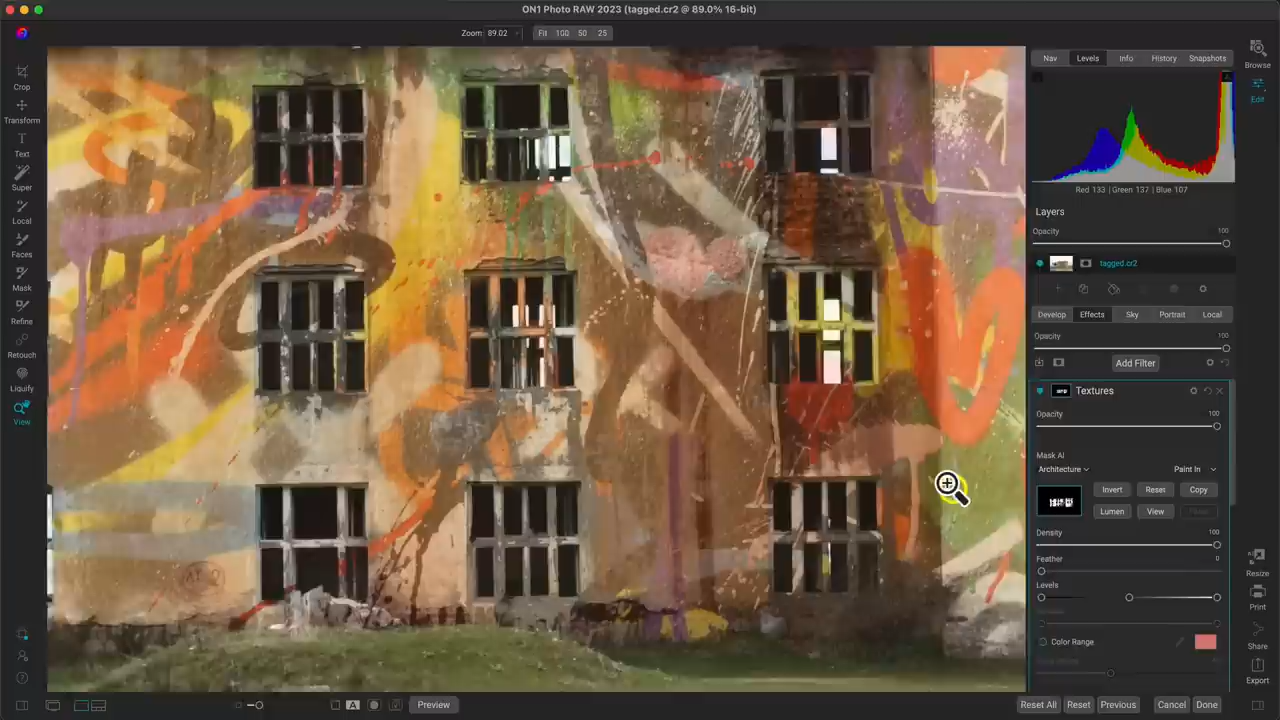 ON1 Photo RAW 2023 (tagged.cr2 @ 89.0% 16-bit)
Zoom: 89.02 Fit 100 50 25
Crop
Transform
Text
Super
Local
Faces
Mask
Refine
Retouch
Liquify
View
Nav Levels Info History Snapshots
Red 133 | Green 137 | Blue 107
Layers
Opacity 100
tagged.cr2
Develop Effects Sky Portrait Local
Opacity 100
Add Filter
Textures
Opacity 100
Mask AI
Architecture Paint In
Invert Reset Copy
Lumen View
Density 100
Feather 0
Levels
Color Range
Browse
Edit
Resize
Print
Share
Export
A Preview
Reset All Reset Previous Cancel Done